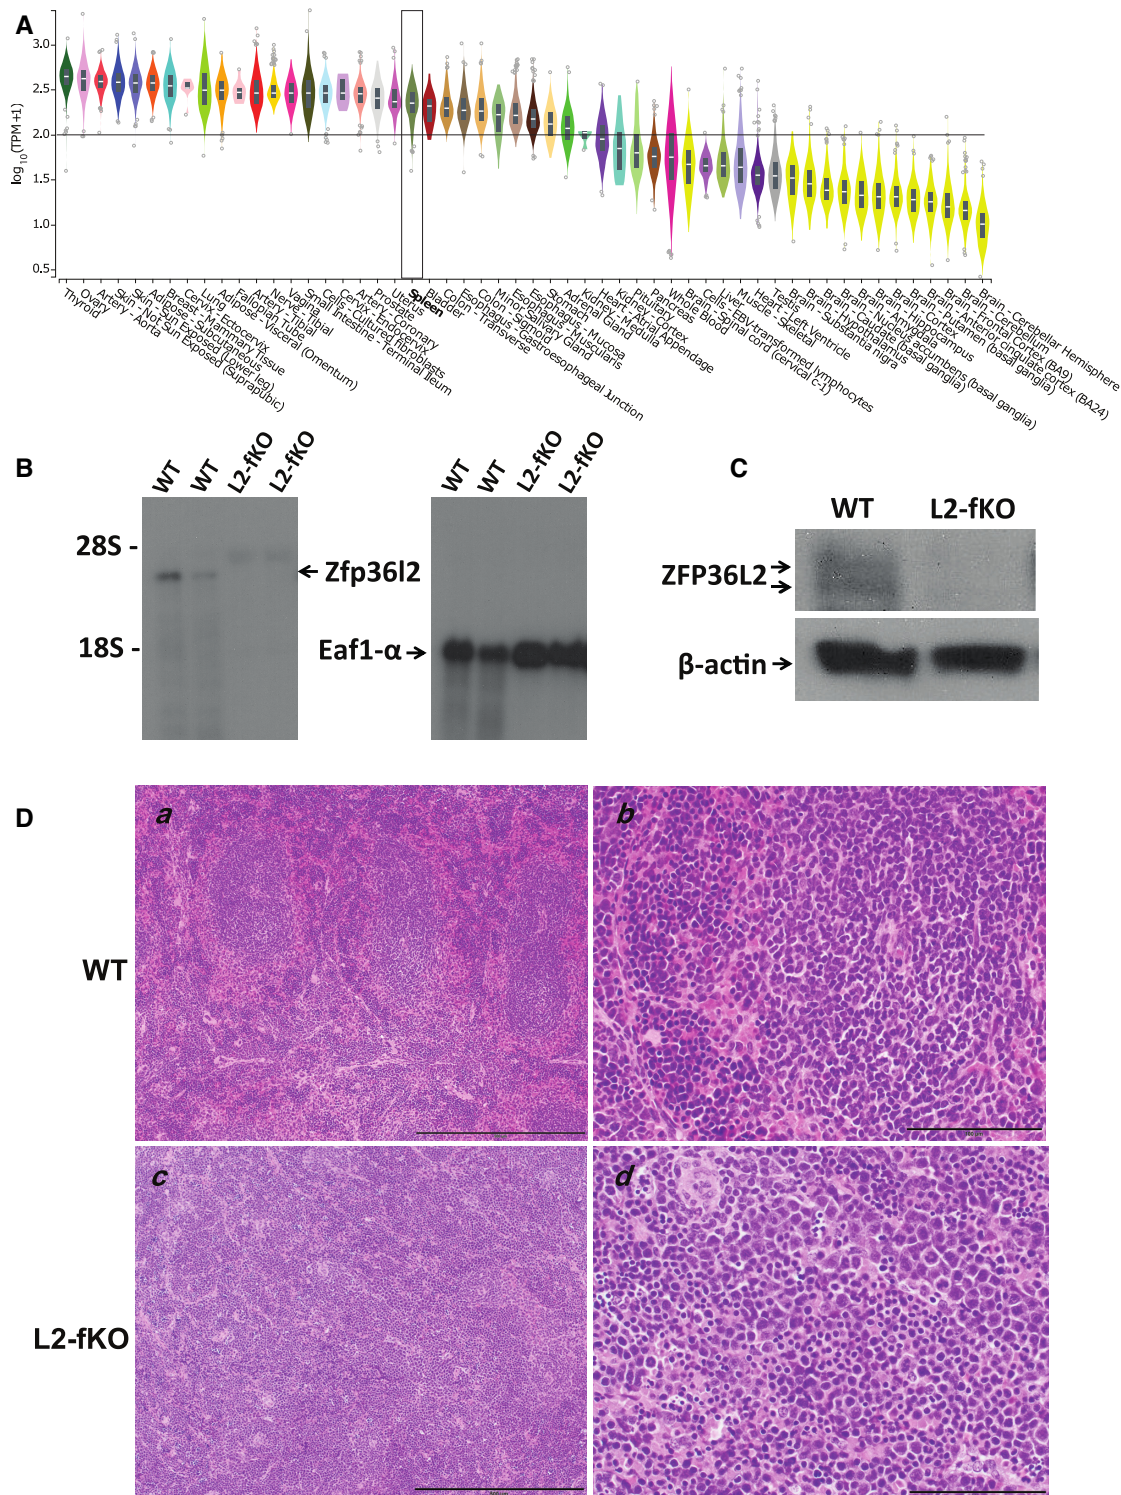 A
log10(TPM+1)
3.0
2.5
2.0
1.5
1.0
0.5
Thyroid
Ovary
Artery - Aorta
Skin - Not Sun Exposed (Suprapubic)
Skin - Sun Exposed (Lower leg)
Adipose - Subcutaneous
Breast - Mammary Tissue
Cervix - Ectocervix
Lung
Adipose - Visceral (Omentum)
Fallopian Tube
Artery - Tibial
Nerve - Tibial
Vagina
Small Intestine - Terminal Ileum
Cells - Cultured fibroblasts
Cervix - Endocervix
Artery - Coronary
Prostate
Uterus
Spleen
Bladder
Colon - Transverse
Esophagus - Gastroesophageal Junction
Colon - Sigmoid
Minor Salivary Gland
Esophagus - Muscularis
Esophagus - Mucosa
Stomach
Adrenal Gland
Kidney - Medulla
Heart - Atrial Appendage
Kidney - Cortex
Pituitary
Pancreas
Whole Blood
Brain - Spinal cord (cervical c-1)
Cells - EBV-transformed lymphocytes
Liver
Muscle - Skeletal
Heart - Left Ventricle
Testis
Brain - Substantia nigra
Brain - Hypothalamus
Brain - Caudate (basal ganglia)
Brain - Nucleus accumbens (basal ganglia)
Brain - Amygdala
Brain - Hippocampus
Brain - Putamen (basal ganglia)
Brain - Cortex
Brain - Anterior cingulate cortex (BA24)
Brain - Frontal Cortex (BA9)
Brain - Cerebellum
Brain - Cerebellar Hemisphere
B
WT
WT
L2-fKO
L2-fKO
WT
WT
L2-fKO
L2-fKO
28S -
Zfp36l2
18S -
Eaf1-α
C
WT L2-fKO
ZFP36L2
β-actin
D
a
b
WT
c
d
L2-fKO